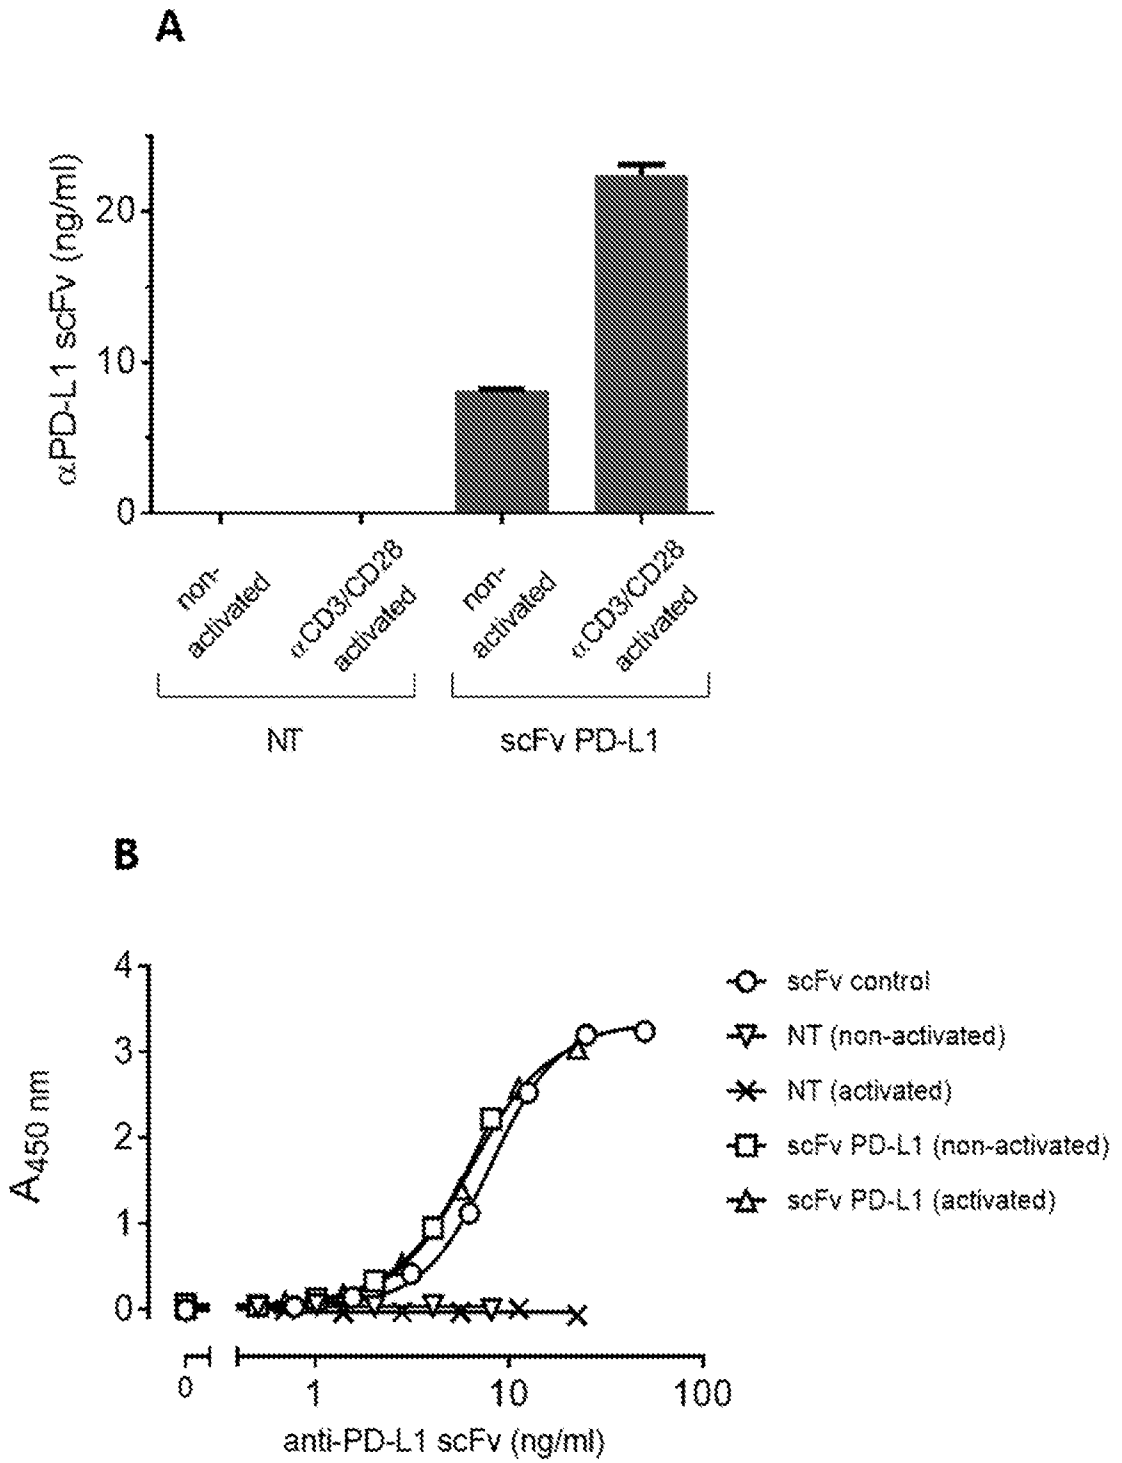 A
αPD-L1 scFv (ng/ml)
20
10
0
non-
activated
αCD3/CD28
activated
non-
activated
αCD3/CD28
activated
NT
scFv PD-L1
B
A450 nm
4
3
2
1
0
scFv control
NT (non-activated)
NT (activated)
scFv PD-L1 (non-activated)
scFv PD-L1 (activated)
0
1
10
100
anti-PD-L1 scFv (ng/ml)